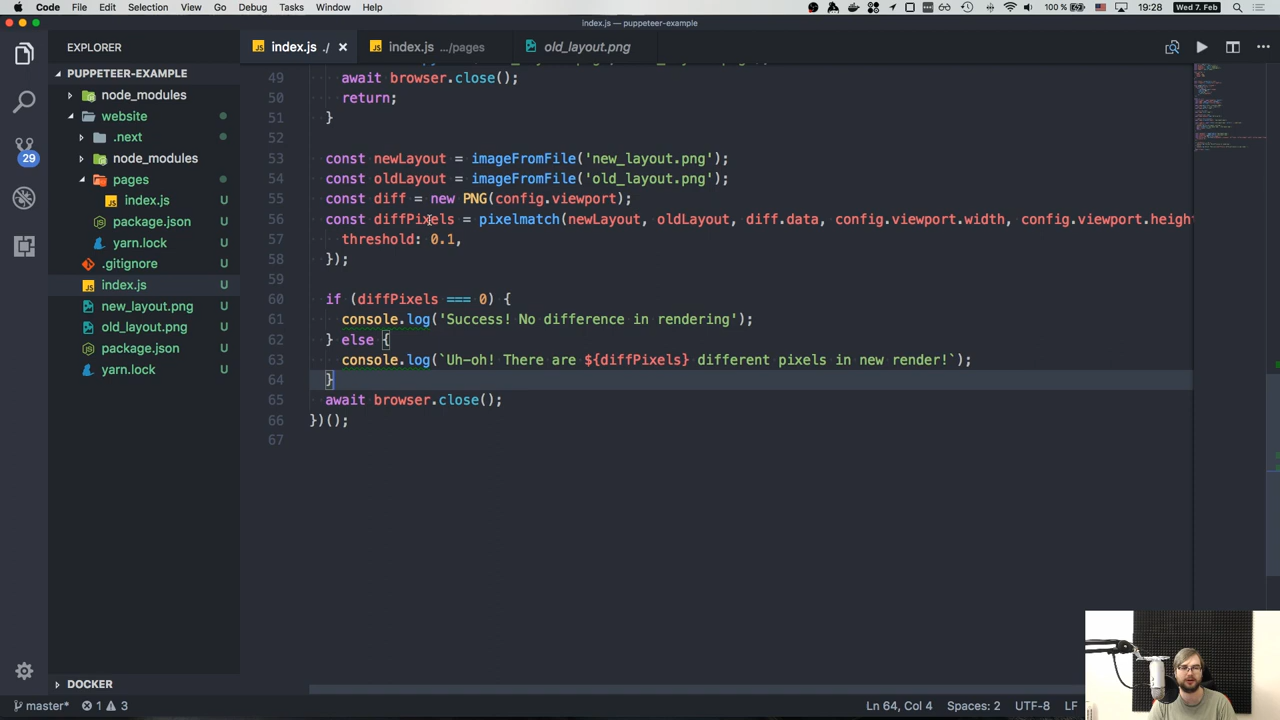 Code File Edit Selection View Go Debug Tasks Window Help 100 % 19:28 Wed 7. Feb
index.js — puppeteer-example
EXPLORER
PUPPETEER-EXAMPLE
node_modules
website
.next
node_modules
pages
index.js U
package.json U
yarn.lock U
.gitignore U
index.js U
new_layout.png U
old_layout.png U
package.json U
yarn.lock U
DOCKER
29
index.js ./
index.js .../pages
old_layout.png
49 await browser.close();
50 return;
51 }
52
53 const newLayout = imageFromFile('new_layout.png');
54 const oldLayout = imageFromFile('old_layout.png');
55 const diff = new PNG(config.viewport);
56 const diffPixels = pixelmatch(newLayout, oldLayout, diff.data, config.viewport.width, config.viewport.heigh
57 threshold: 0.1,
58 });
59
60 if (diffPixels === 0) {
61 console.log('Success! No difference in rendering');
62 } else {
63 console.log(`Uh-oh! There are ${diffPixels} different pixels in new render!`);
64 }
65 await browser.close();
66 })();
67
master* 1 3 Ln 64, Col 4 Spaces: 2 UTF-8 LF